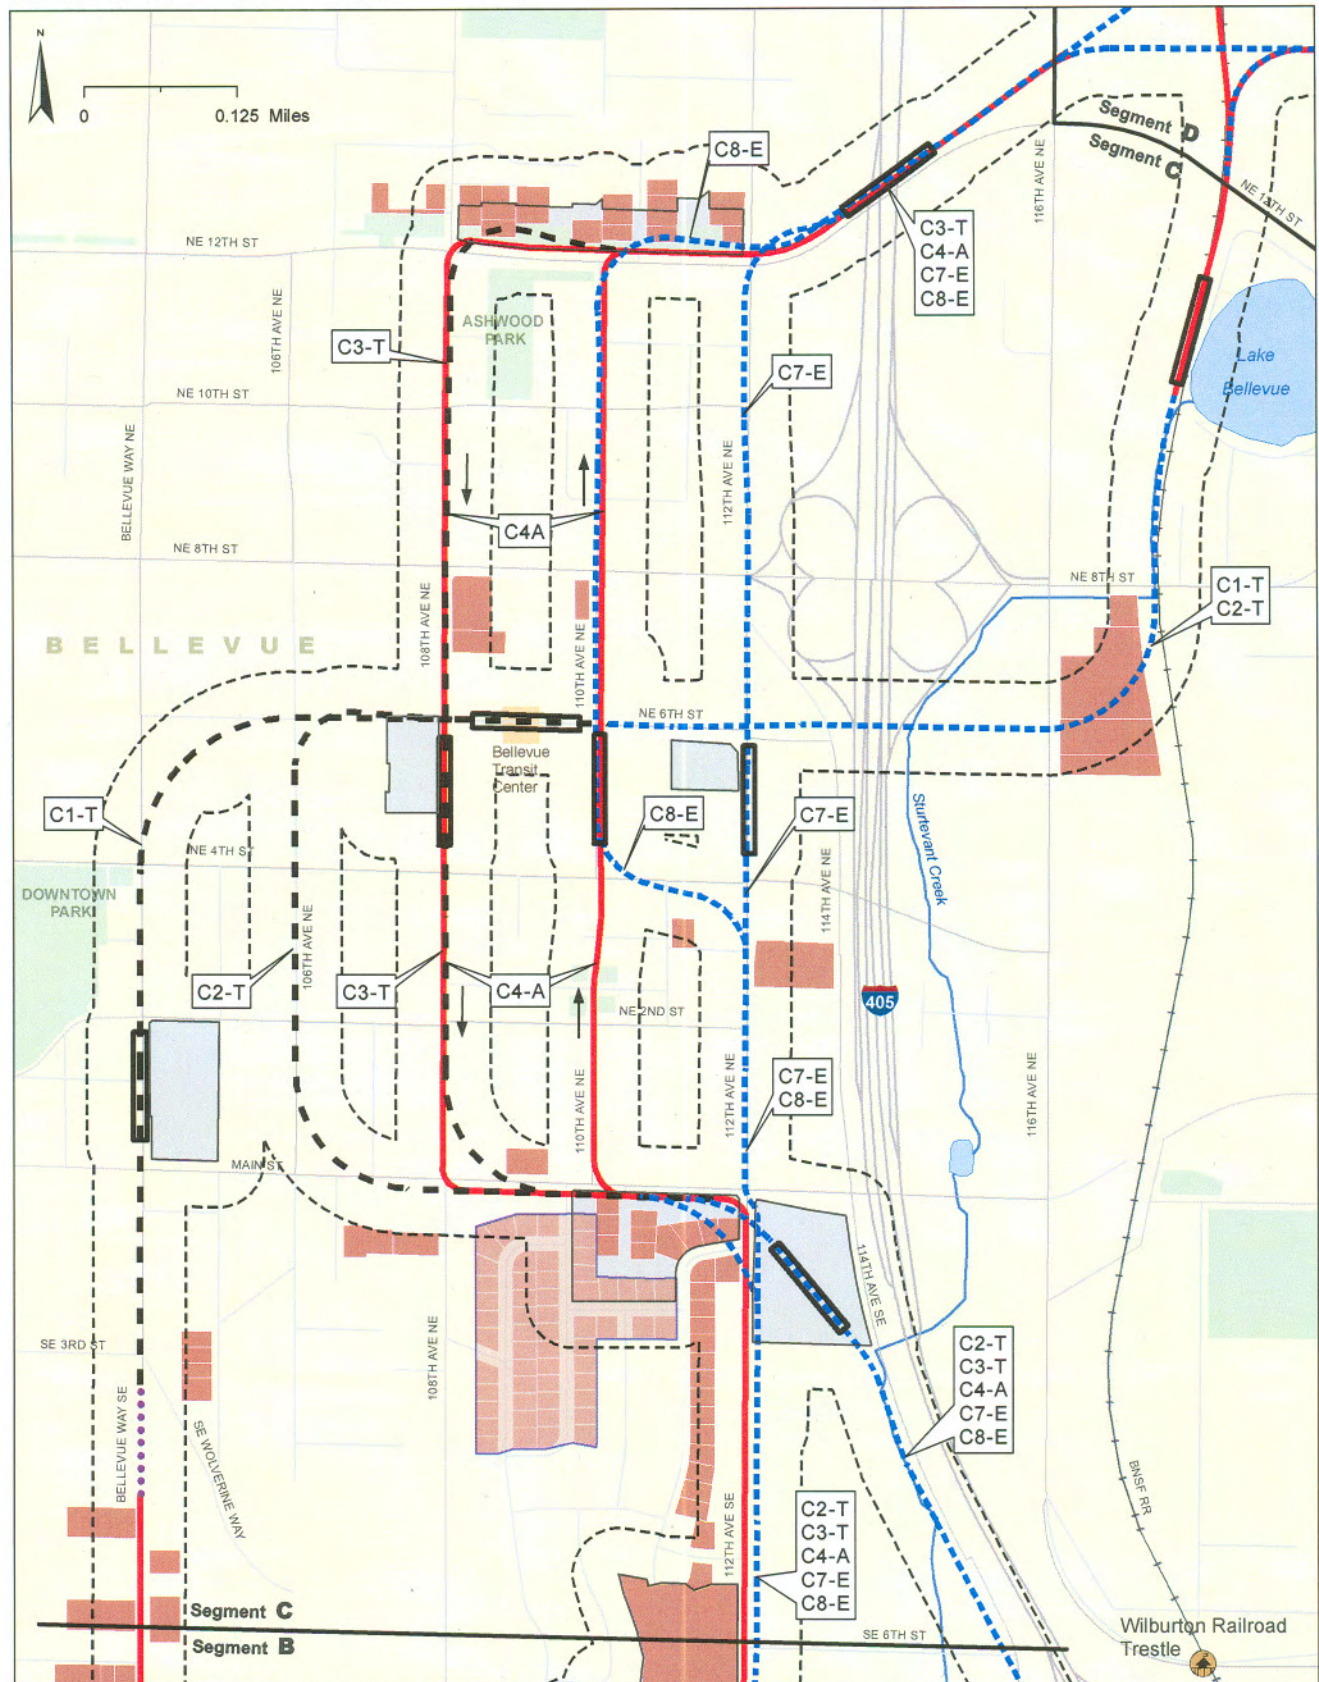 N
0 0.125 Miles
C8-E
Segment D
Segment C
116TH AVE NE
NE 12TH ST
C3-T
C4-A
C7-E
C8-E
NE 12TH ST
106TH AVE NE
ASHWOOD
PARK
C3-T
C7-E
Lake
Bellevue
NE 10TH ST
BELLEVUE WAY NE
112TH AVE NE
C4A
NE 8TH ST
NE 8TH ST
C1-T
C2-T
BELLEVUE
108TH AVE NE
110TH AVE NE
NE 6TH ST
Bellevue
Transit
Center
C1-T
C8-E
C7-E
NE 4TH ST
Sturtevant Creek
114TH AVE NE
DOWNTOWN
PARK
106TH AVE NE
C2-T
C3-T
C4-A
405
NE 2ND ST
110TH AVE NE
112TH AVE NE
C7-E
C8-E
116TH AVE NE
MAIN ST
114TH AVE SE
SE 3RD ST
108TH AVE NE
C2-T
C3-T
C4-A
C7-E
C8-E
BELLEVUE WAY SE
SE WOLVERINE WAY
BNSF RR
112TH AVE SE
C2-T
C3-T
C4-A
C7-E
C8-E
Segment C
Segment B
SE 6TH ST
Wilburton Railroad
Trestle